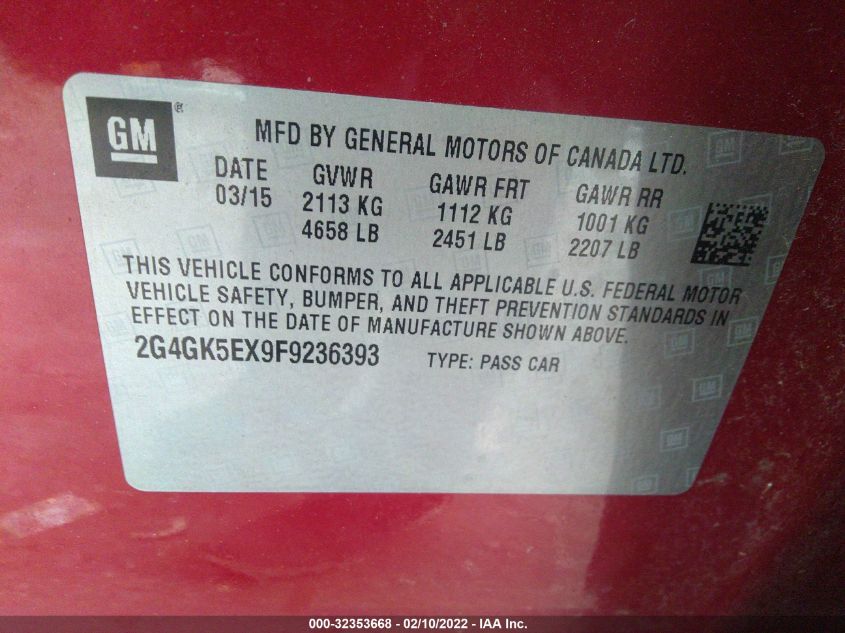 GM ®
MFD BY GENERAL MOTORS OF CANADA LTD.
DATE GVWR GAWR FRT GAWR RR
03/15 2113 KG 1112 KG 1001 KG
4658 LB 2451 LB 2207 LB
THIS VEHICLE CONFORMS TO ALL APPLICABLE U.S. FEDERAL MOTOR
VEHICLE SAFETY, BUMPER, AND THEFT PREVENTION STANDARDS IN
EFFECT ON THE DATE OF MANUFACTURE SHOWN ABOVE.
2G4GK5EX9F9236393 TYPE: PASS CAR
000-32353668 - 02/10/2022 - IAA Inc.